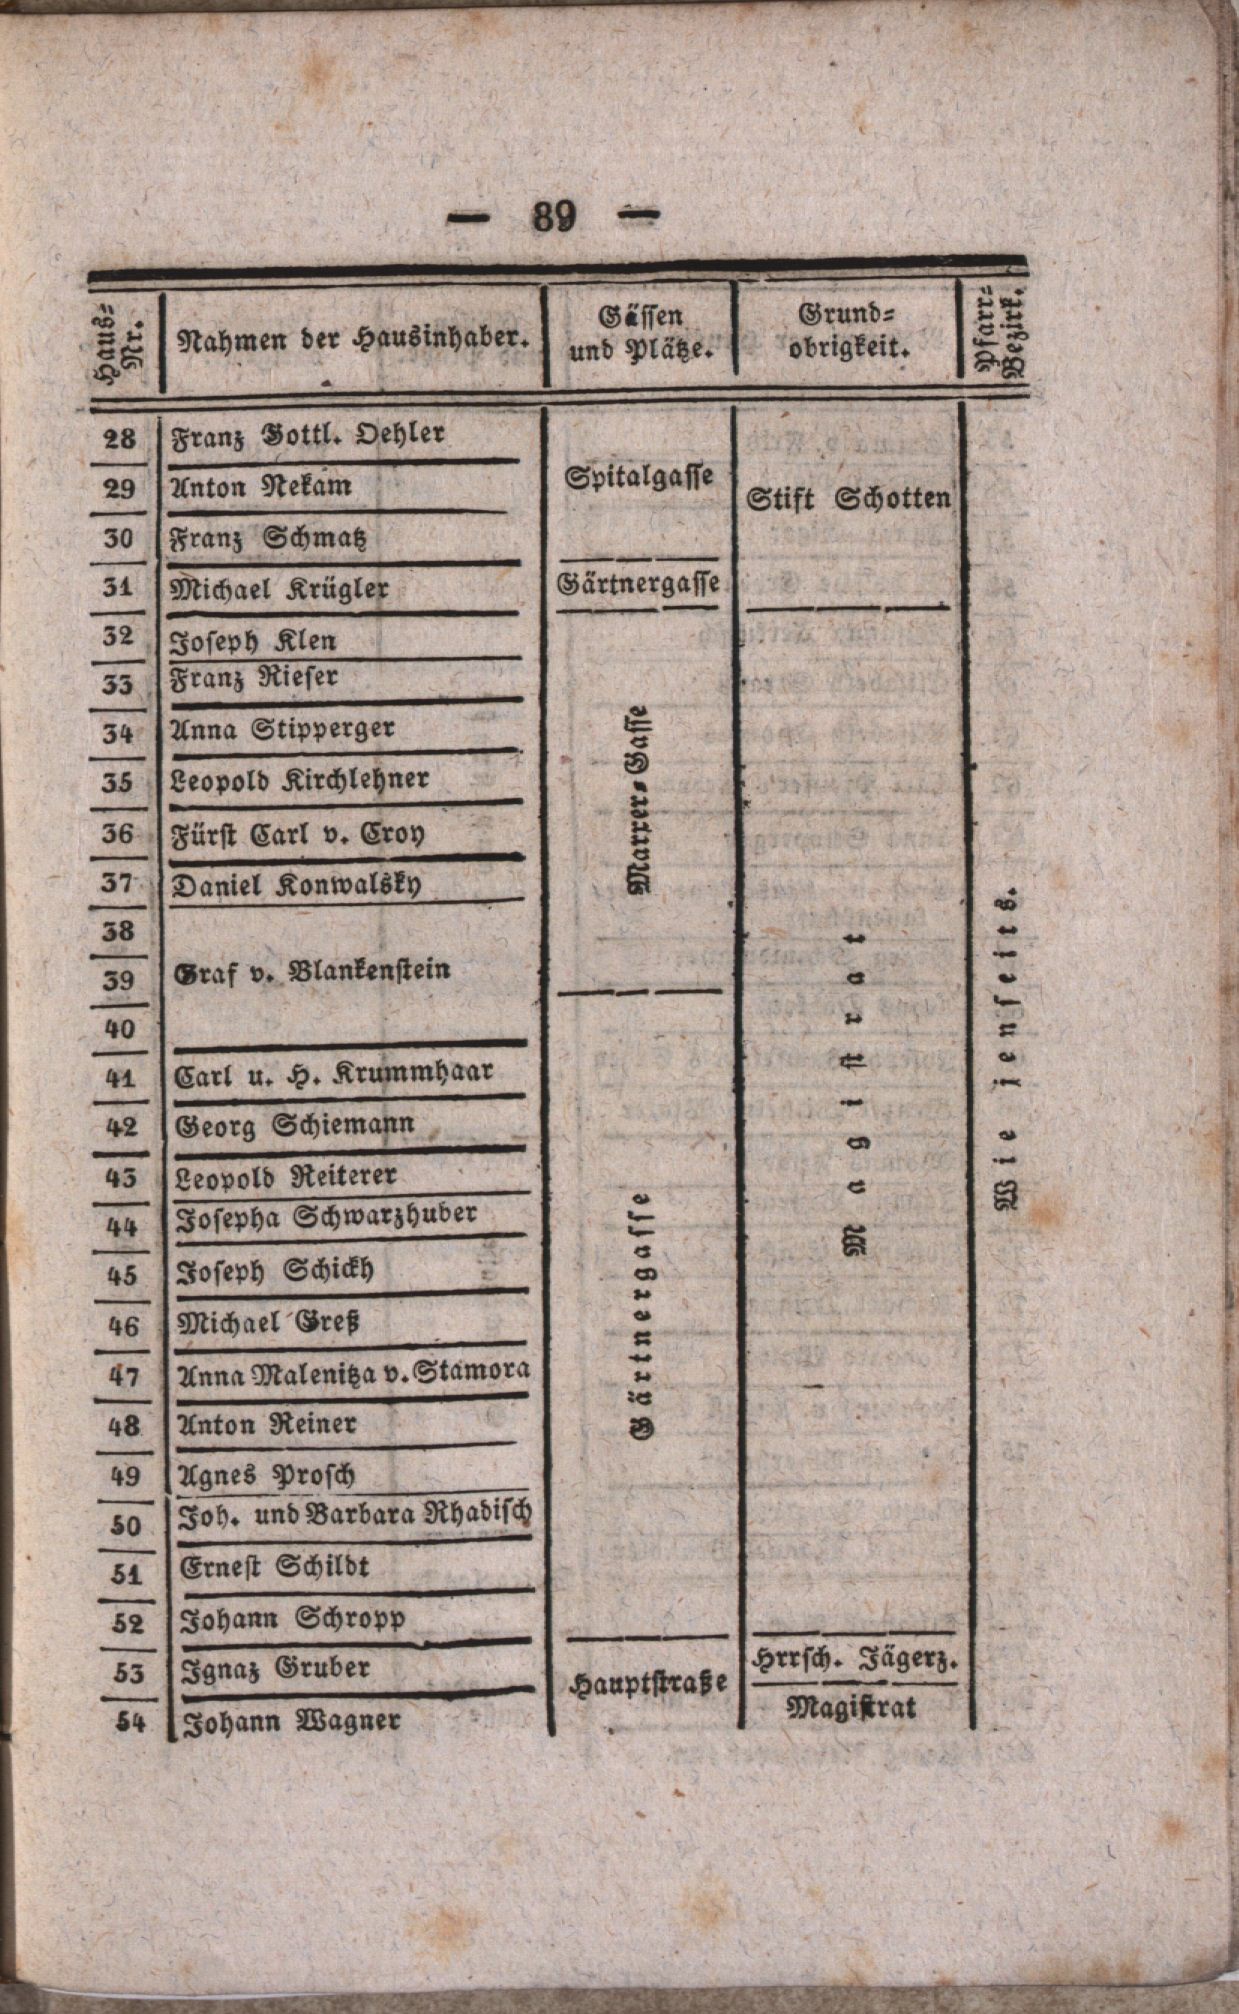 — 89 —
Haus-
Nr.
Nahmen der Hausinhaber.
Gässen
und Plätze.
Grund-
obrigkeit.
Pfarr-
Bezirk.
28 Franz Gottl. Oehler
29 Anton Nekam
Spitalgasse
Stift Schotten
30 Franz Schmatz
31 Michael Krügler
Gärtnergasse
32 Joseph Klen
33 Franz Rieser
34 Anna Stipperger
35 Leopold Kirchlehner
36 Fürst Carl v. Croy
Marxer-Gasse
37 Daniel Konwalsky
38
39 Graf v. Blankenstein
40
41 Carl u. H. Krummhaar
Magistrat
Wie jenseits.
42 Georg Schiemann
43 Leopold Reiterer
44 Josepha Schwarzhuber
45 Joseph Schickh
46 Michael Greß
Gärtnergasse
47 Anna Malenitza v. Stamora
48 Anton Reiner
49 Agnes Prosch
50 Joh. und Barbara Rhadisch
51 Ernest Schildt
52 Johann Schropp
53 Ignaz Gruber
Hauptstraße
Hrrsch. Jägerz.
54 Johann Wagner
Magistrat